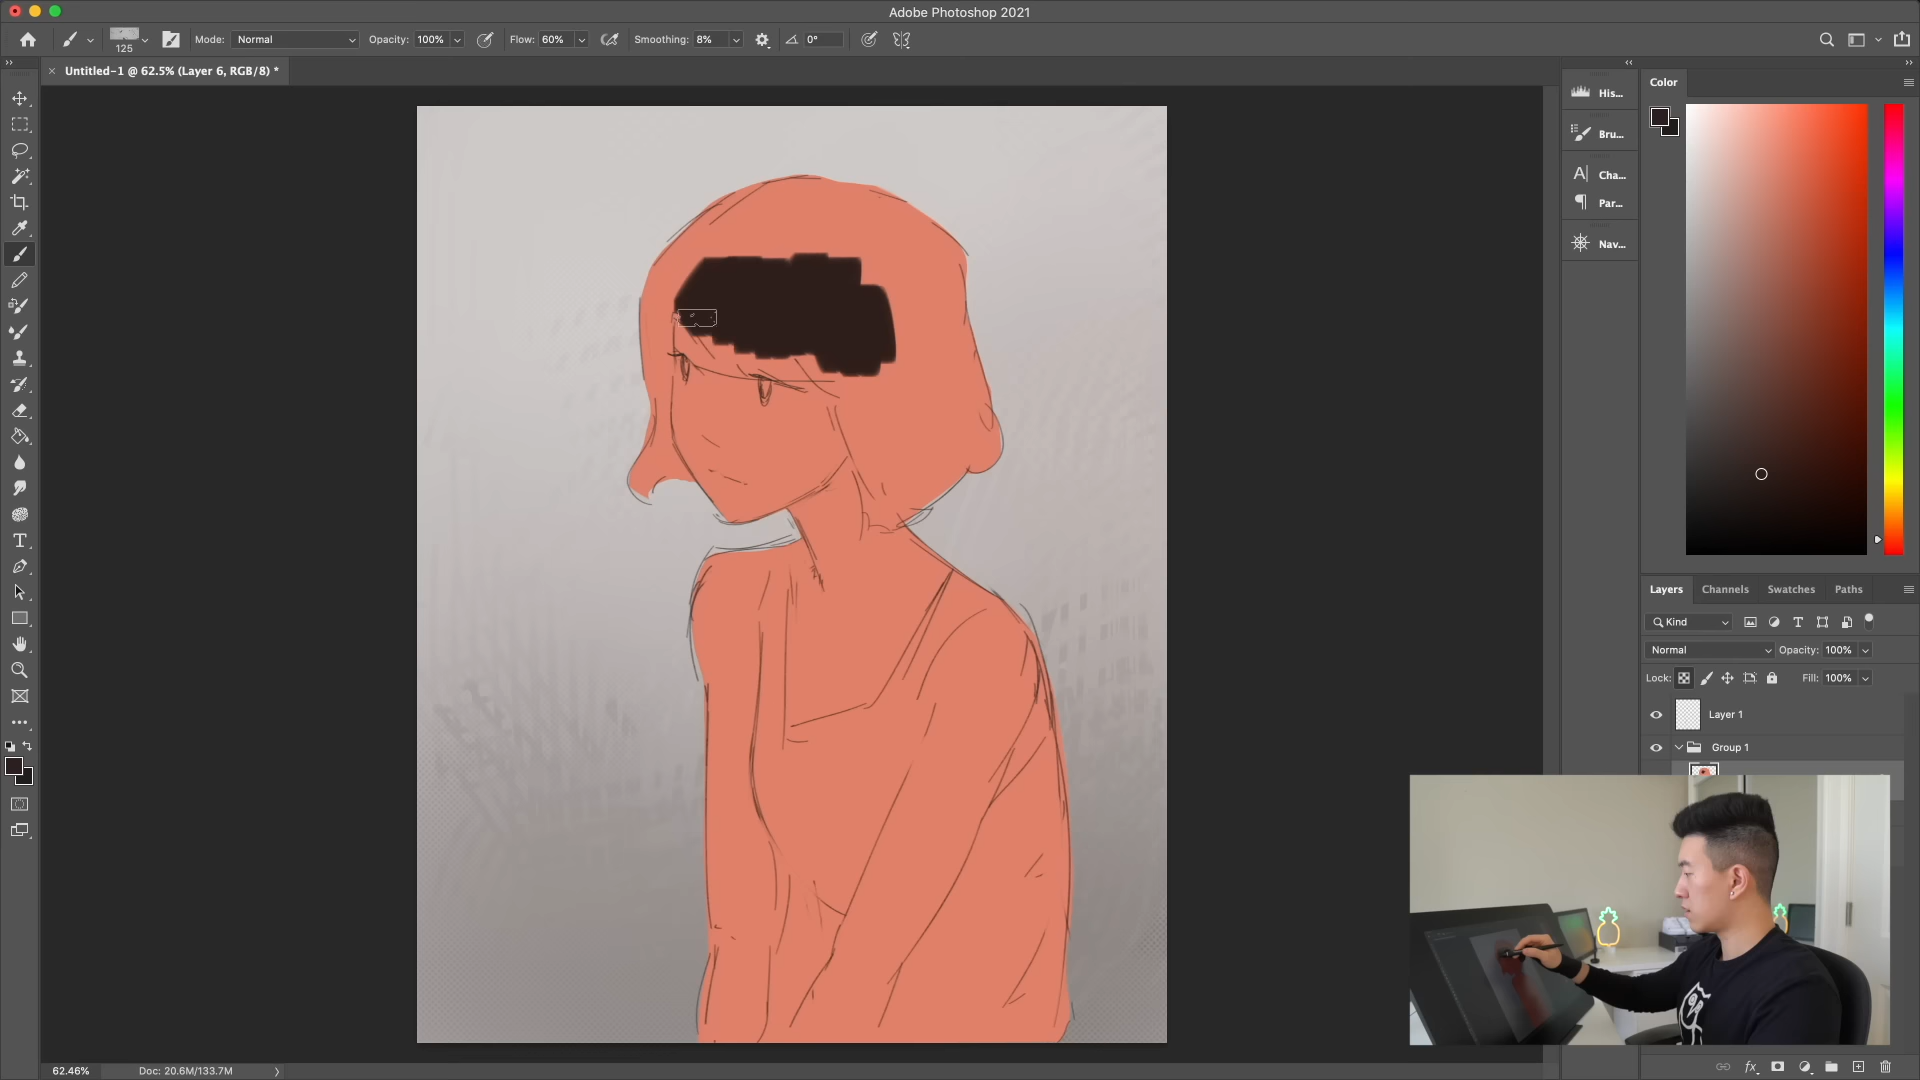 Adobe Photoshop 2021
125
Mode: Normal
Opacity: 100%
Flow: 60%
Smoothing: 8%
0°
Untitled-1 @ 62.5% (Layer 6, RGB/8) *
His...
Bru...
Cha...
Par...
Nav...
Color
Layers Channels Swatches Paths
Kind
Normal
Opacity: 100%
Lock:
Fill: 100%
Layer 1
Group 1
62.46%
Doc: 20.6M/133.7M